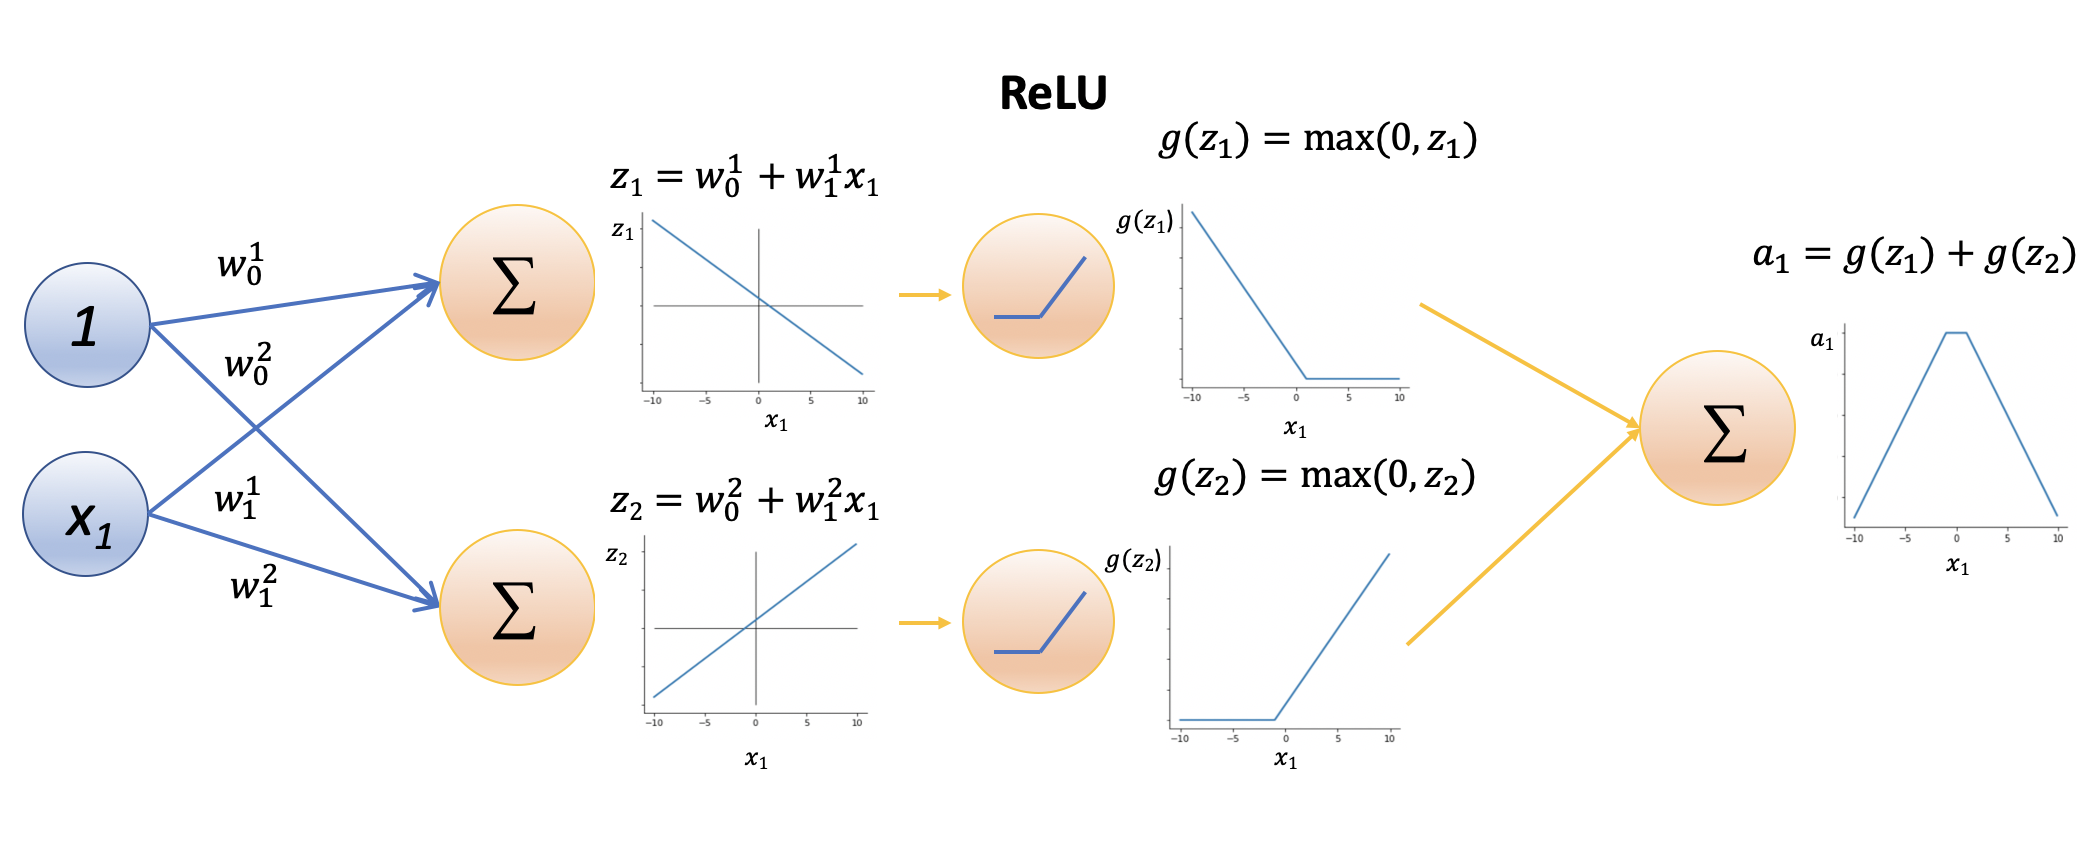 ReLU
g(z₁) = max(0, z₁)
z₁ = w₀¹ + w₁¹x₁
z₁
-10 -5 0 5 10
x₁
g(z₁)
-10 -5 0 5 10
x₁
w₀¹
1
w₀²
Σ
a₁ = g(z₁) + g(z₂)
a₁
-10 -5 0 5 10
x₁
Σ
x₁
w₁¹
w₁²
g(z₂) = max(0, z₂)
z₂ = w₀² + w₁²x₁
z₂
-10 -5 0 5 10
x₁
Σ
g(z₂)
-10 -5 0 5 10
x₁